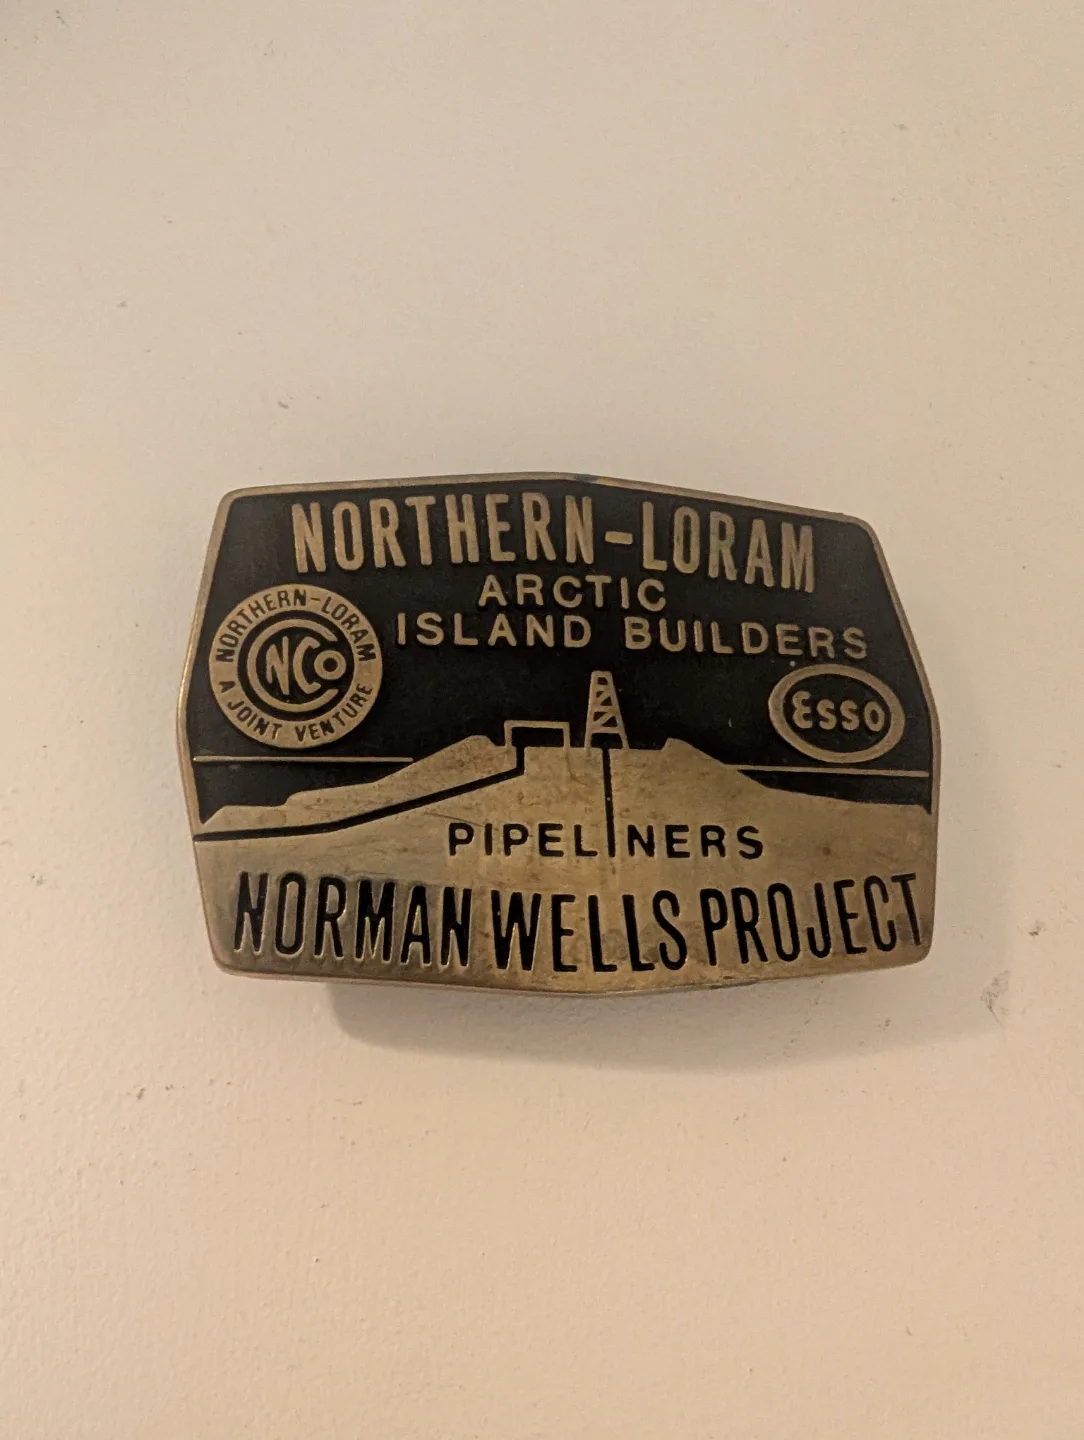 NORTHERN-LORAM
ARCTIC
ISLAND BUILDERS
NORTHERN-LORAM
NCO
A JOINT VENTURE
ESSO
PIPELINERS
NORMAN WELLS PROJECT